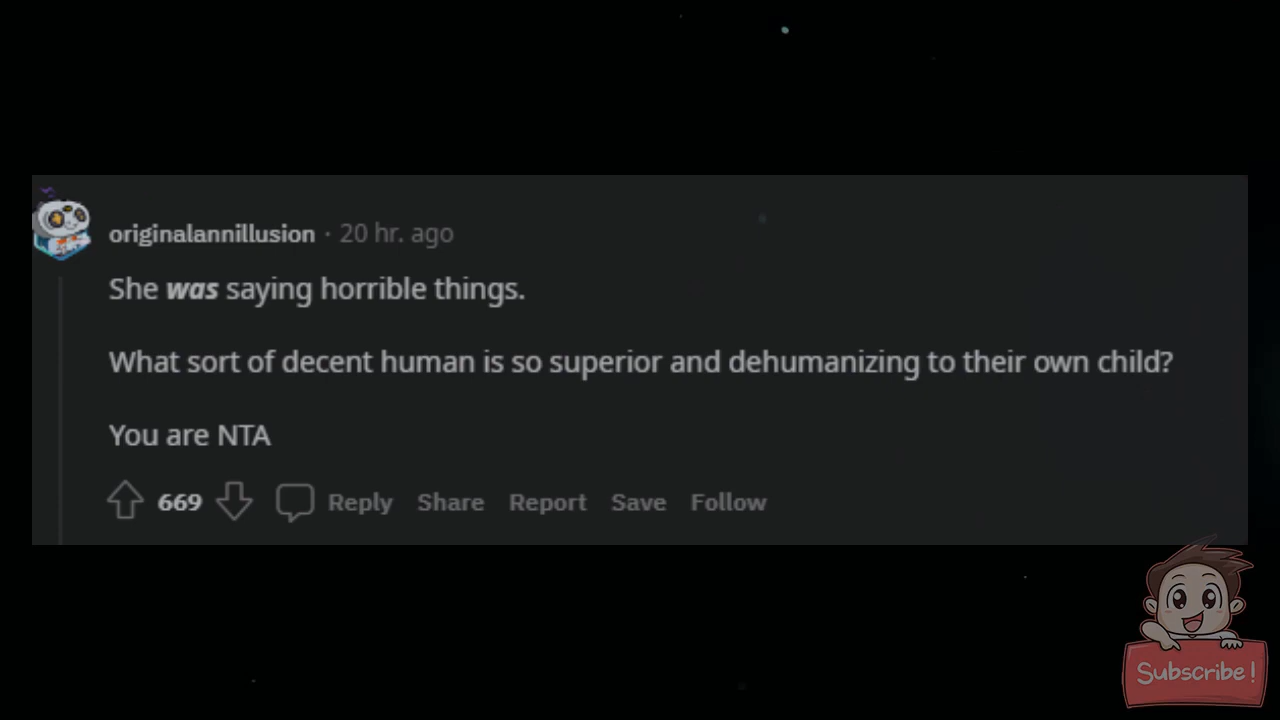 originalannillusion · 20 hr. ago
She was saying horrible things.
What sort of decent human is so superior and dehumanizing to their own child?
You are NTA
669 Reply Share Report Save Follow
Subscribe!